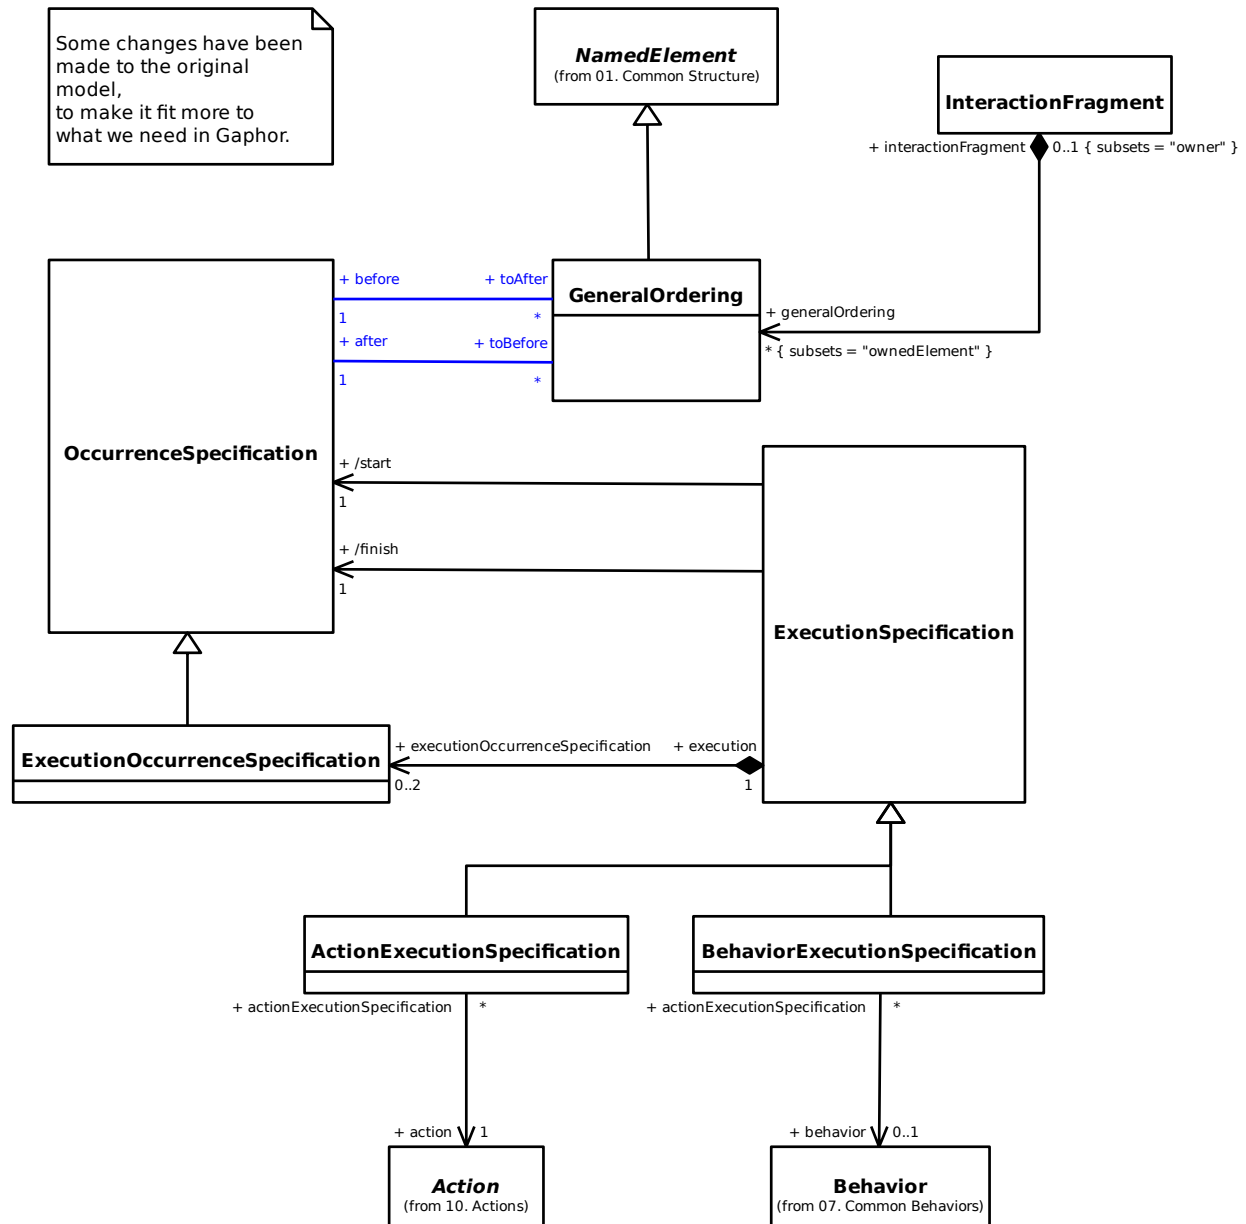 Some changes have been
made to the original
model,
to make it fit more to
what we need in Gaphor.
NamedElement
(from 01. Common Structure)
InteractionFragment
+ interactionFragment
0..1 { subsets = "owner" }
+ before
+ toAfter
1
*
+ after
+ toBefore
1
*
GeneralOrdering
+ generalOrdering
* { subsets = "ownedElement" }
OccurrenceSpecification
+ /start
1
+ /finish
1
ExecutionSpecification
ExecutionOccurrenceSpecification
+ executionOccurrenceSpecification
+ execution
0..2
1
ActionExecutionSpecification
BehaviorExecutionSpecification
+ actionExecutionSpecification
*
+ actionExecutionSpecification
*
+ action
1
+ behavior
0..1
Action
(from 10. Actions)
Behavior
(from 07. Common Behaviors)